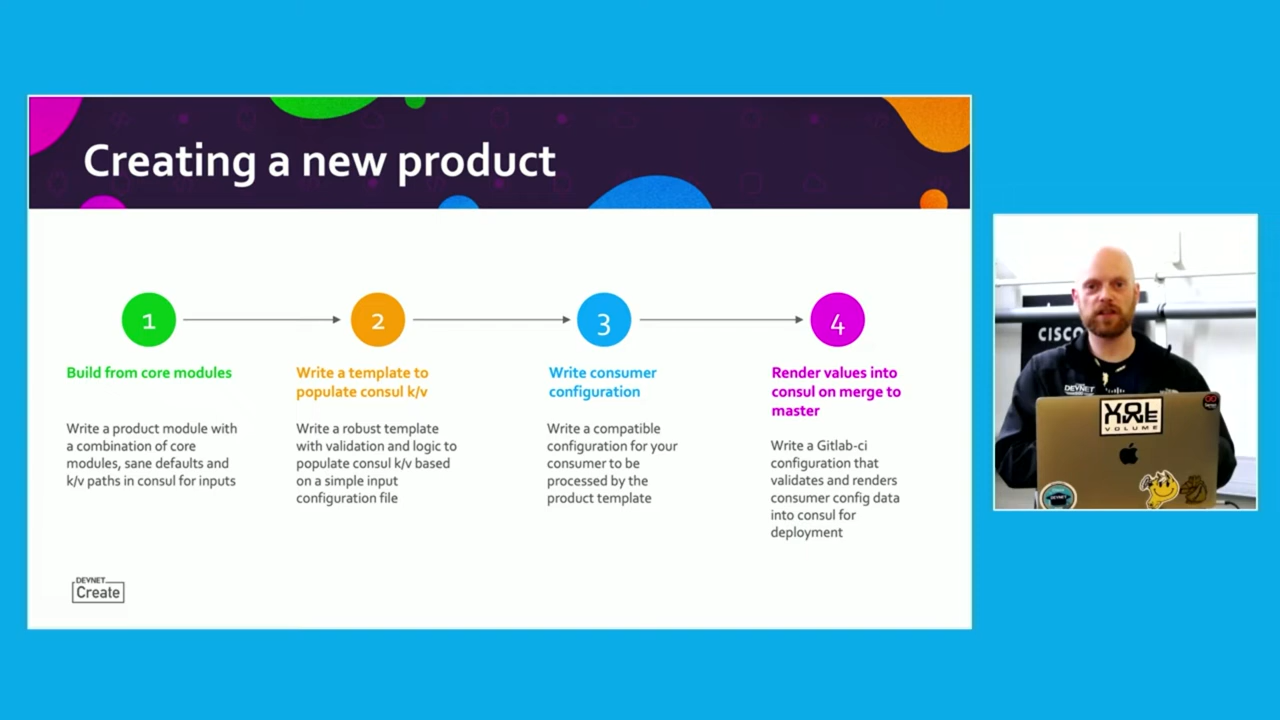 Creating a new product
1
2
3
4
Build from core modules
Write a product module with
a combination of core
modules, sane defaults and
k/v paths in consul for inputs
Write a template to
populate consul k/v
Write a robust template
with validation and logic to
populate consul k/v based
on a simple input
configuration file
Write consumer
configuration
Write a compatible
configuration for your
consumer to be
processed by the
product template
Render values into
consul on merge to
master
Write a Gitlab-ci
configuration that
validates and renders
consumer config data
into consul for
deployment
DEVNET
Create
CISCO
DEVNET
VOLUME
DEVNET